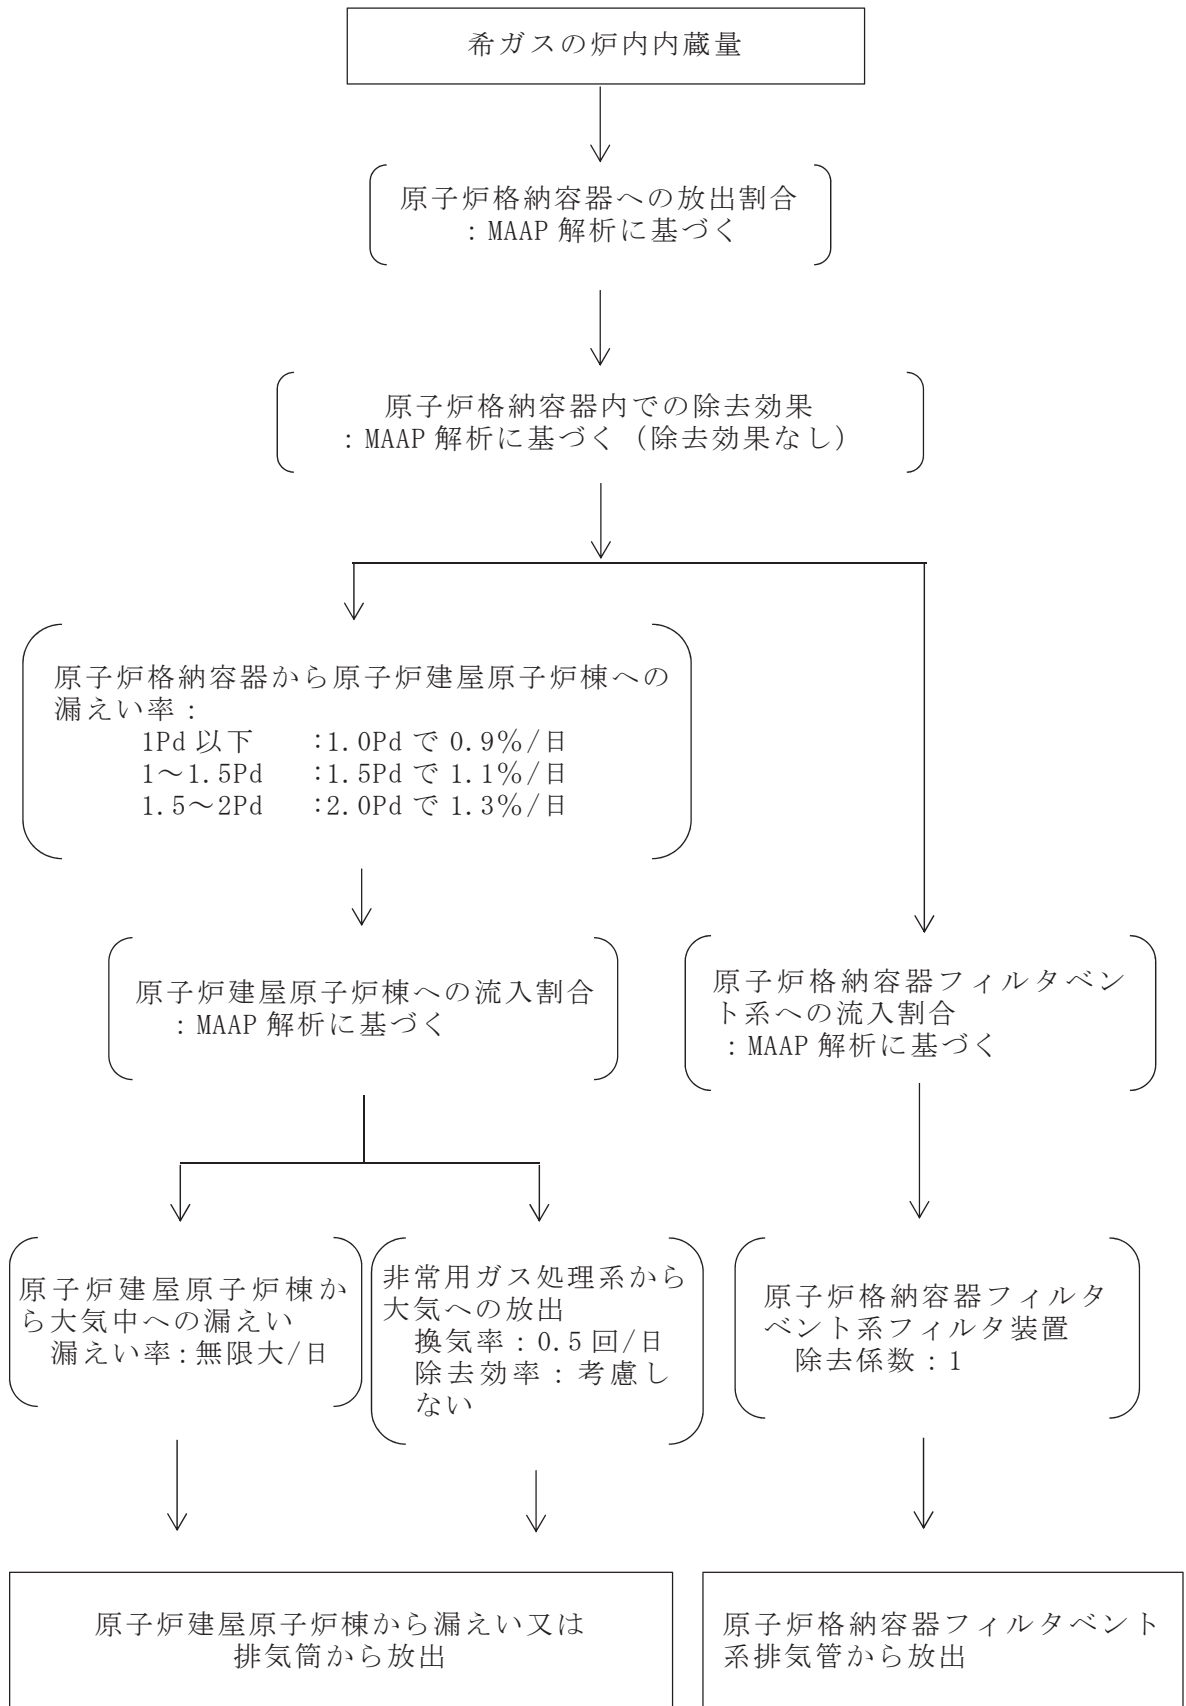 希ガスの炉内内蔵量
原子炉格納容器への放出割合
：MAAP 解析に基づく
原子炉格納容器内での除去効果
：MAAP 解析に基づく（除去効果なし）
原子炉格納容器から原子炉建屋原子炉棟への
漏えい率：
1Pd 以下 :1.0Pd で 0.9%/日
1～1.5Pd :1.5Pd で 1.1%/日
1.5～2Pd :2.0Pd で 1.3%/日
原子炉建屋原子炉棟への流入割合
：MAAP 解析に基づく
原子炉格納容器フィルタベン
ト系への流入割合
：MAAP 解析に基づく
原子炉建屋原子炉棟か
ら大気中への漏えい
漏えい率：無限大/日
非常用ガス処理系から
大気への放出
換気率：0.5 回/日
除去効率：考慮し
ない
原子炉格納容器フィルタ
ベント系フィルタ装置
除去係数：1
原子炉建屋原子炉棟から漏えい又は
排気筒から放出
原子炉格納容器フィルタベント
系排気管から放出